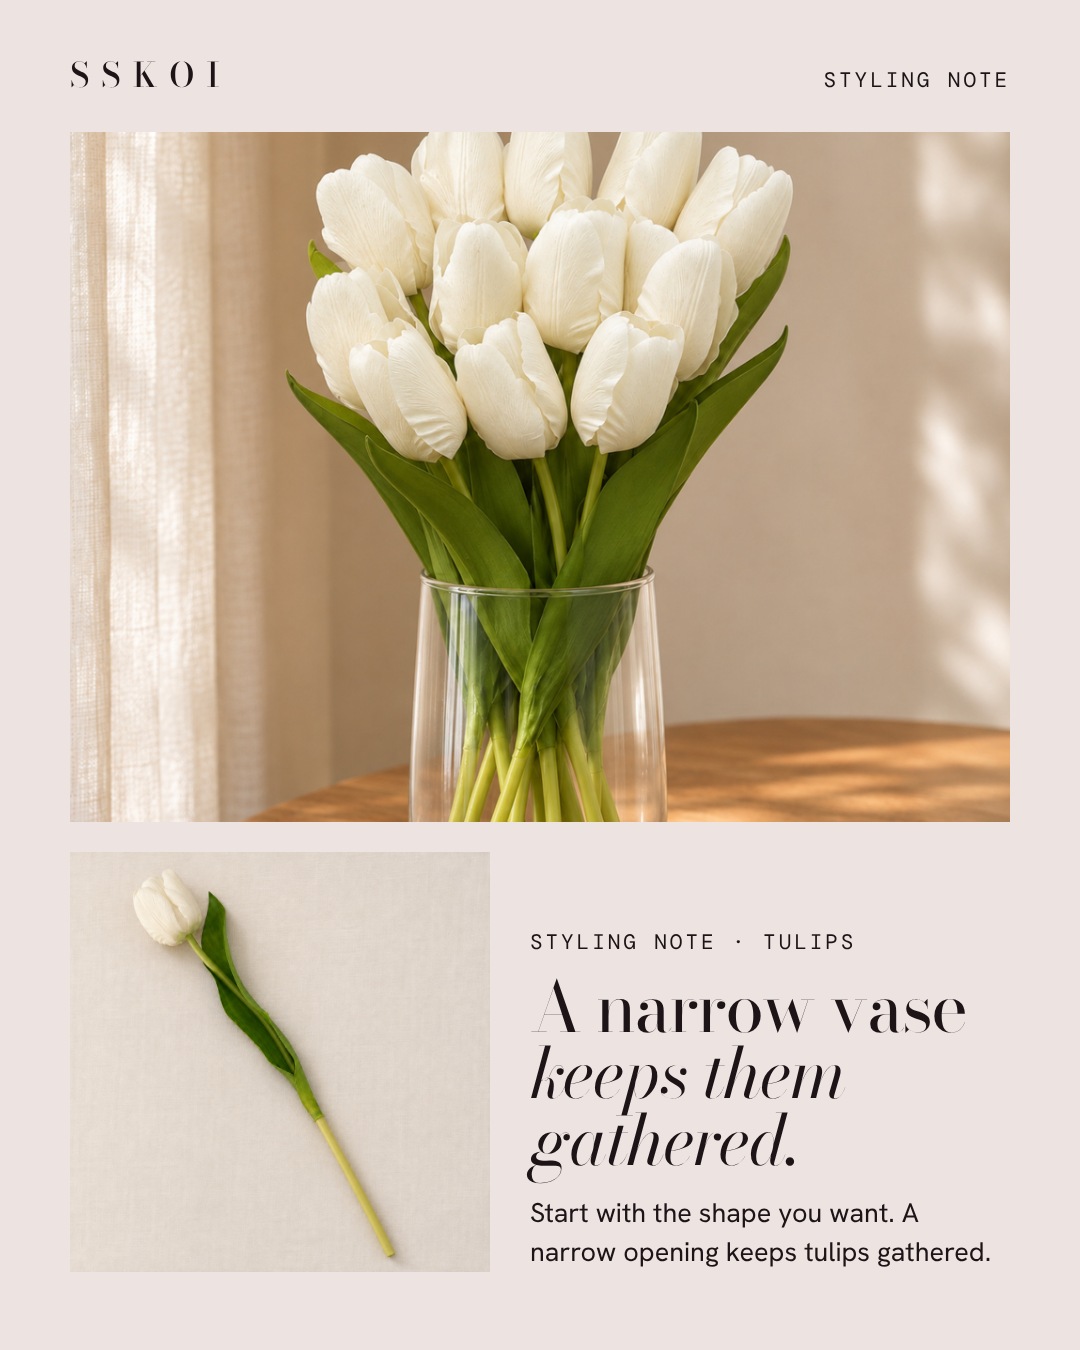 SSKOI
STYLING NOTE
STYLING NOTE · TULIPS
A narrow vase
keeps them
gathered.
Start with the shape you want. A
narrow opening keeps tulips gathered.